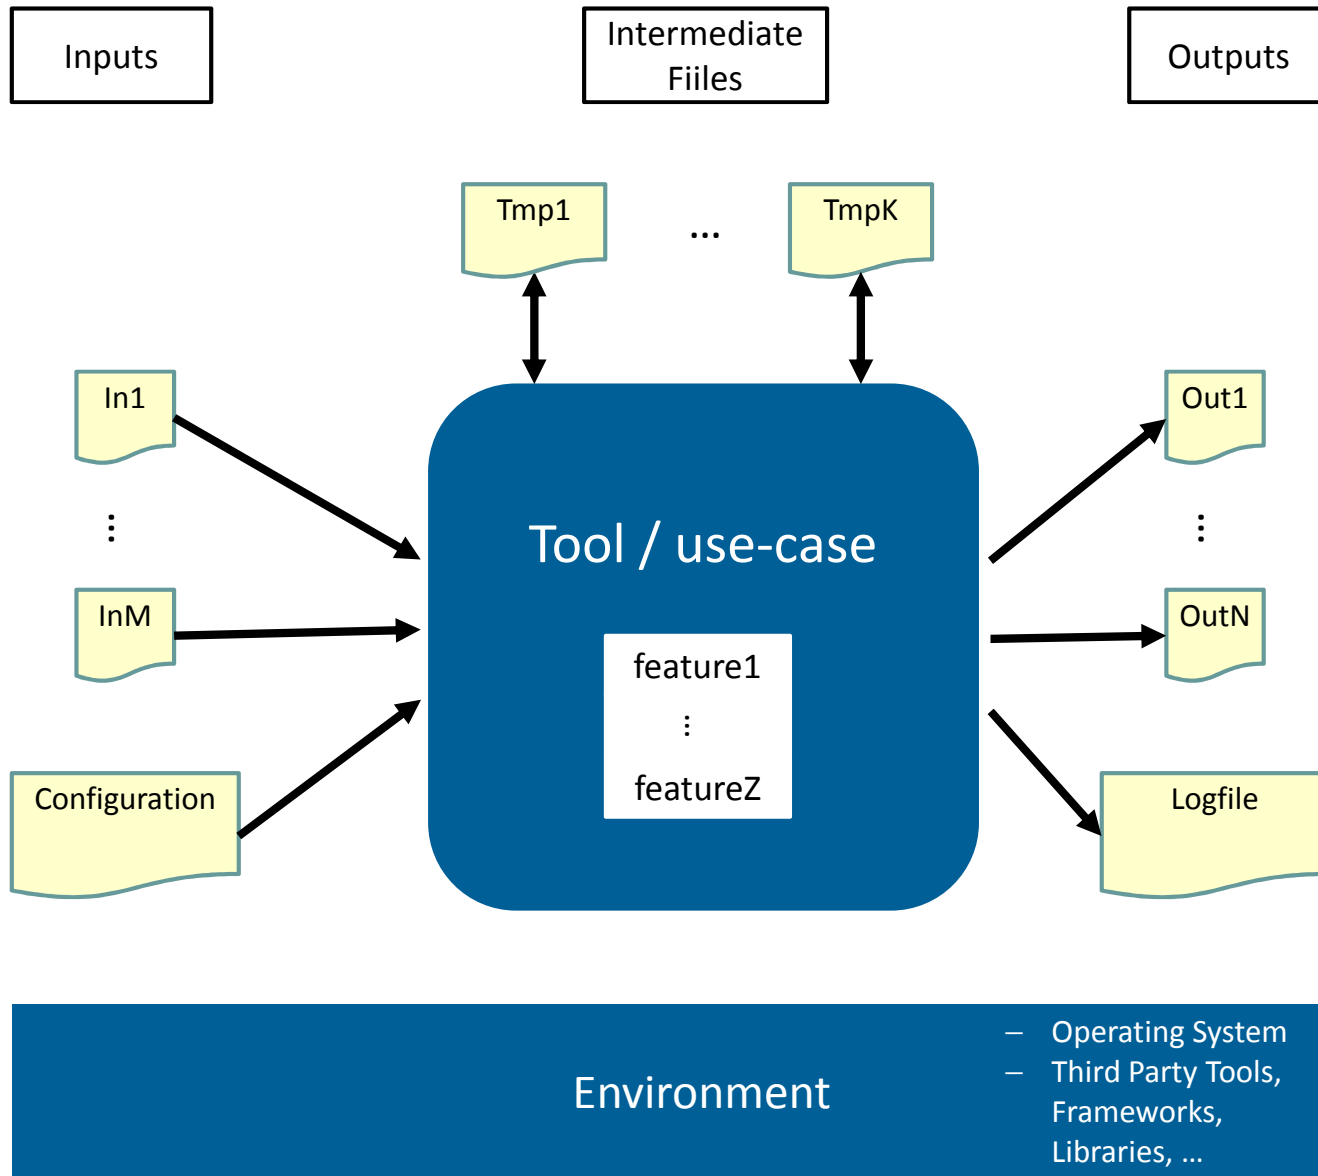 Inputs
Intermediate
Fiiles
Outputs
Tmp1
...
TmpK
In1
...
InM
Configuration
Tool / use-case
feature1
...
featureZ
Out1
...
OutN
Logfile
Environment
– Operating System
– Third Party Tools,
Frameworks,
Libraries, ...